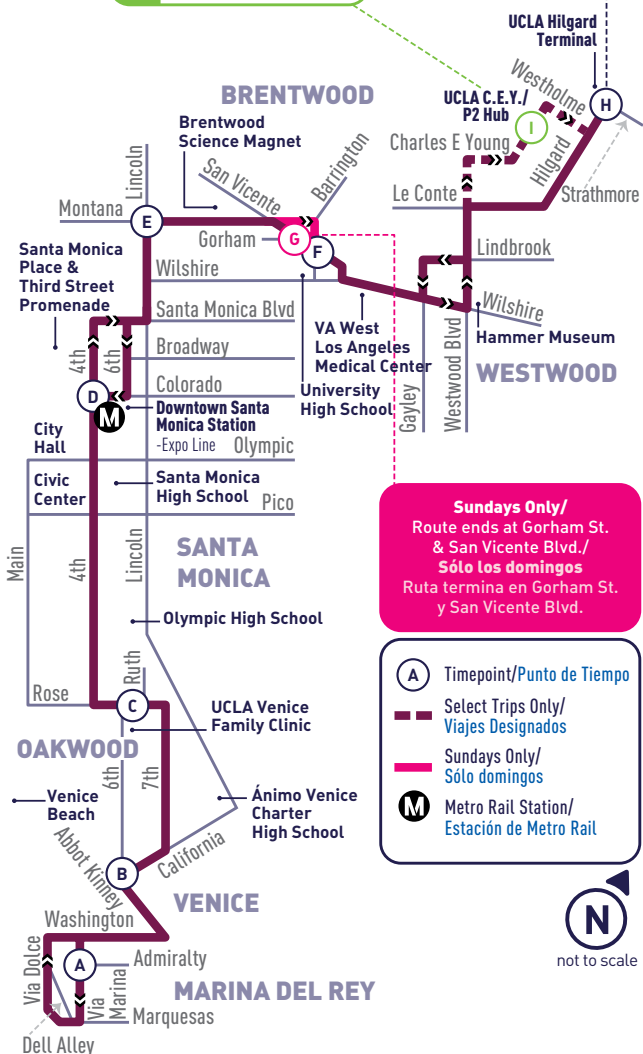 UCLA Hilgard
Terminal
BRENTWOOD
UCLA C.E.Y./
P2 Hub
Westholme
H
I
Brentwood
Science Magnet
Charles E Young
Hilgard
Strathmore
Le Conte
Lincoln
San Vicente
Barrington
Montana
E
Gorham
G
F
Lindbrook
Santa Monica
Place &
Third Street
Promenade
Wilshire
Wilshire
Santa Monica Blvd
VA West
Los Angeles
Medical Center
Hammer Museum
4th
6th
Broadway
WESTWOOD
Colorado
University
High School
Gayley
Westwood Blvd
D
M
Downtown Santa
Monica Station
-Expo Line
City
Hall
Olympic
Civic
Center
Santa Monica
High School
Pico
Main
4th
Lincoln
SANTA
MONICA
Sundays Only/
Route ends at Gorham St.
& San Vicente Blvd./
Sólo los domingos
Ruta termina en Gorham St.
y San Vicente Blvd.
Olympic High School
Ruth
Rose
C
UCLA Venice
Family Clinic
OAKWOOD
6th
7th
Venice
Beach
Ánimo Venice
Charter
High School
Abbot Kinney
California
B
VENICE
Washington
Via Dolce
A
Admiralty
Via
Marina
MARINA DEL REY
Marquesas
Dell Alley
A
Timepoint/Punto de Tiempo
Select Trips Only/
Viajes Designados
Sundays Only/
Sólo domingos
M
Metro Rail Station/
Estación de Metro Rail
N
not to scale